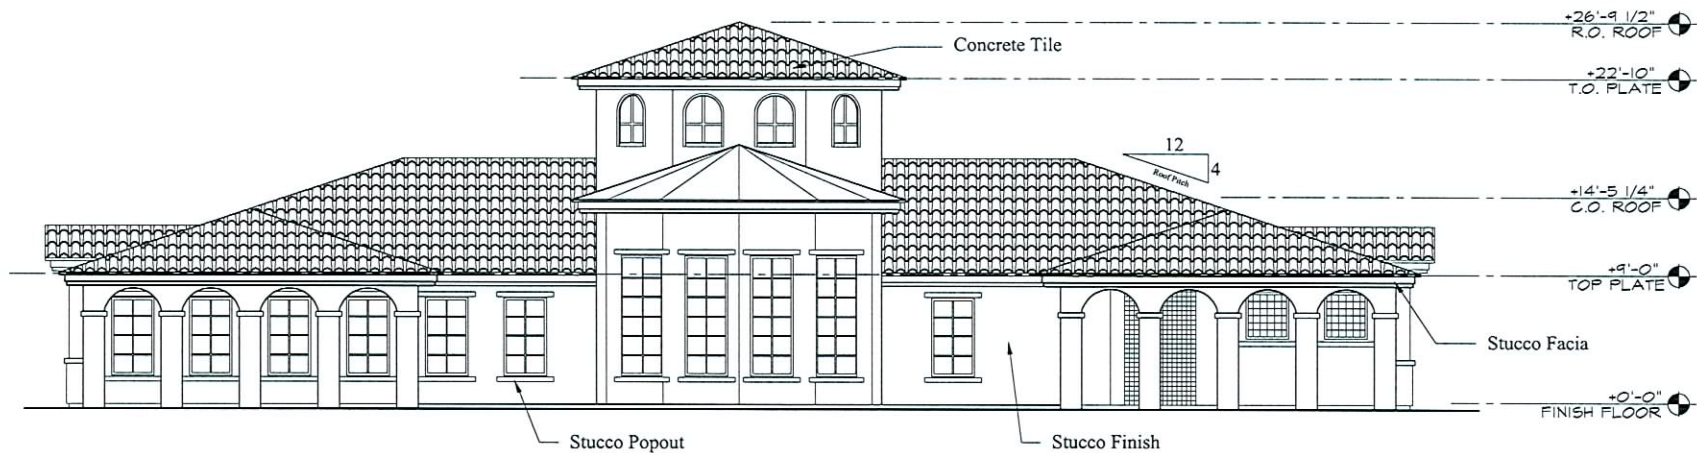 +26'-9 1/2"
R.O. ROOF
Concrete Tile
+22'-10"
T.O. PLATE
12
4
Roof Pitch
+14'-5 1/4"
C.O. ROOF
+9'-0"
TOP PLATE
Stucco Facia
+0'-0"
FINISH FLOOR
Stucco Popout
Stucco Finish